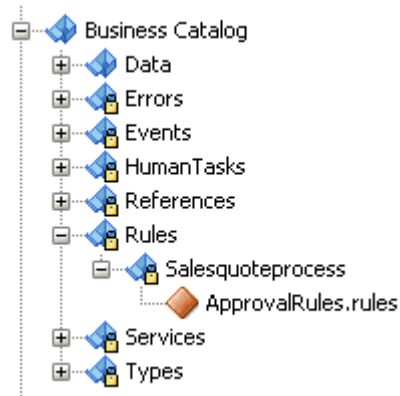 Business Catalog
Data
Errors
Events
HumanTasks
References
Rules
Salesquoteprocess
ApprovalRules.rules
Services
Types